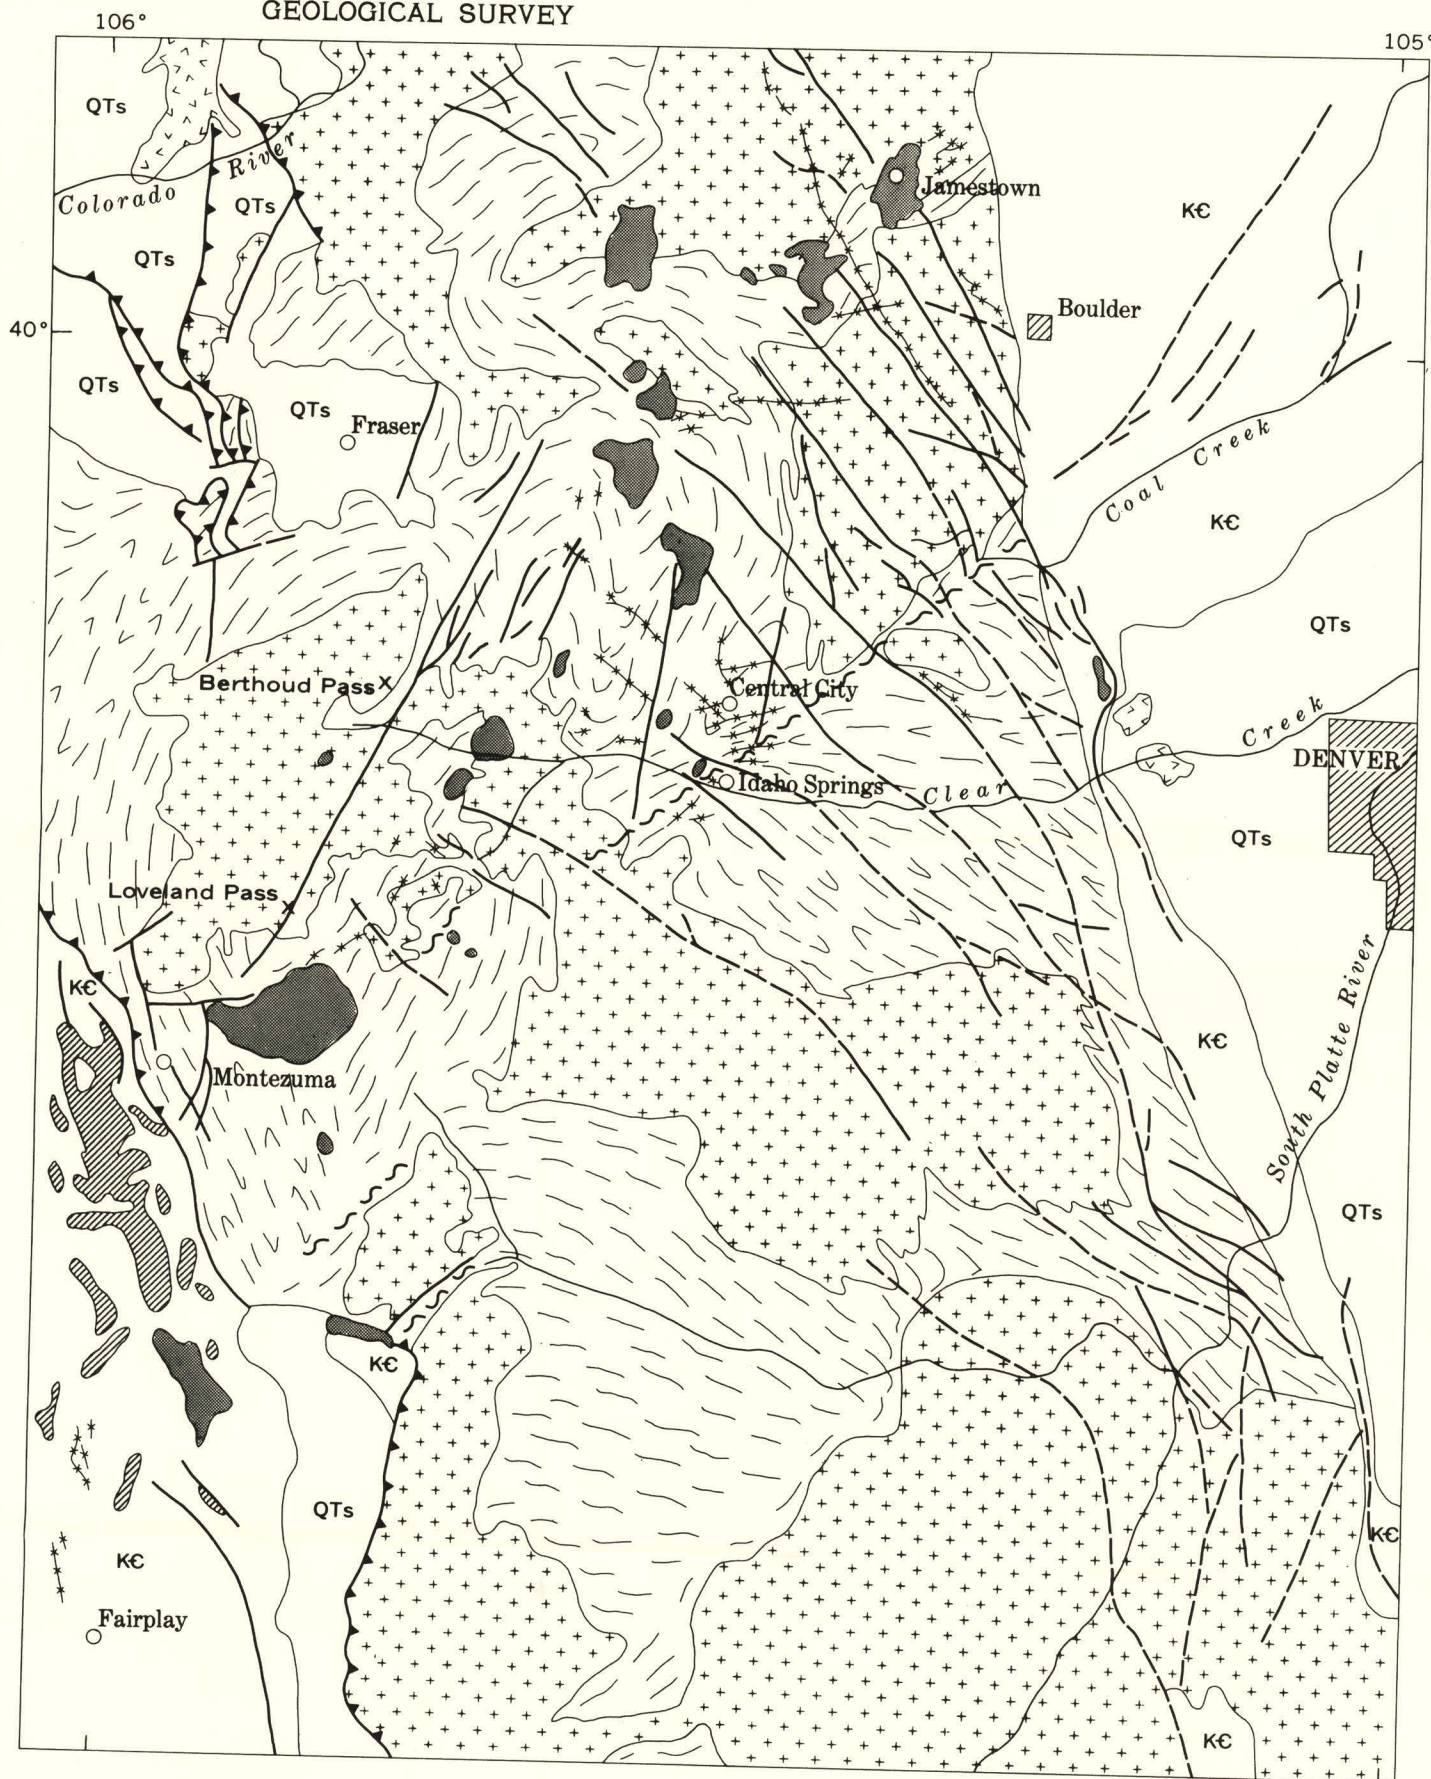 GEOLOGICAL SURVEY
106°
105°
QTs
Colorado
River
QTs
Jamestown
K€
QTs
Boulder
40°
QTs
QTs
Fraser
Coal Creek
K€
QTs
Berthoud Pass x
Central City
Creek
DENVER
Idaho Springs
Clear
QTs
Loveland Pass x
K€
K€
Montezuma
South Platte River
QTs
K€
QTs
K€
K€
Fairplay
K€